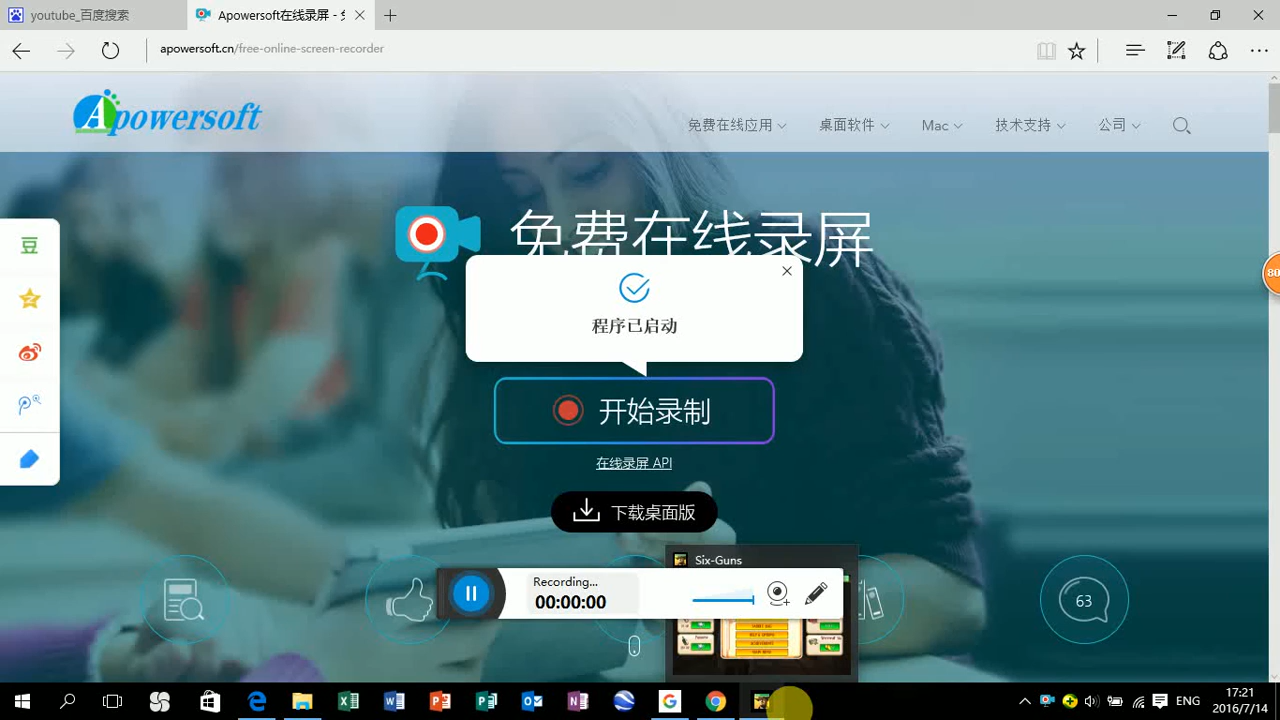 youtube_百度搜索
Apowersoft在线录屏 - 免
apowersoft.cn/free-online-screen-recorder
Apowersoft
免费在线应用
桌面软件
Mac
技术支持
公司
豆
免费在线录屏
80
程序已启动
开始录制
在线录屏 API
下载桌面版
Six-Guns
Recording...
00:00:00
63
ENG
17:21
2016/7/14